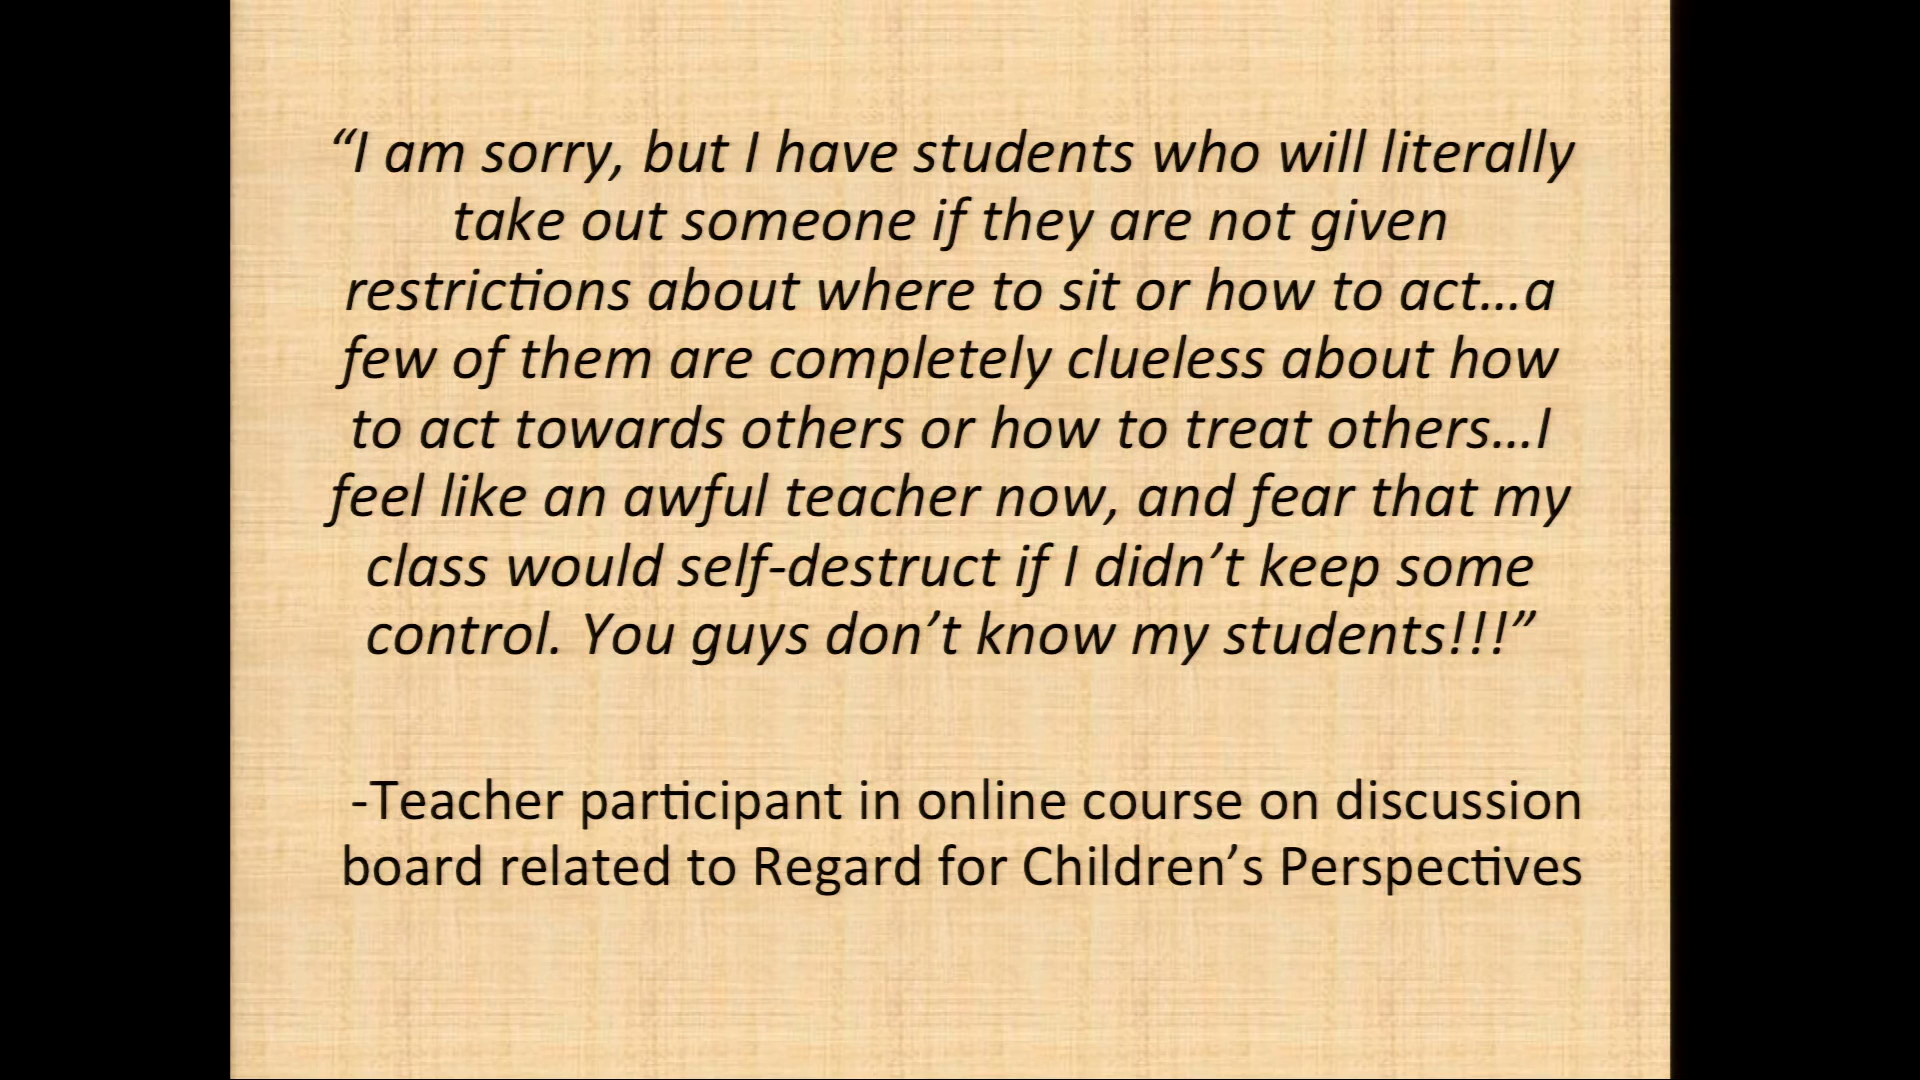 “I am sorry, but I have students who will literally
take out someone if they are not given
restrictions about where to sit or how to act…a
few of them are completely clueless about how
to act towards others or how to treat others…I
feel like an awful teacher now, and fear that my
class would self-destruct if I didn’t keep some
control. You guys don’t know my students!!!”
-Teacher participant in online course on discussion
board related to Regard for Children’s Perspectives